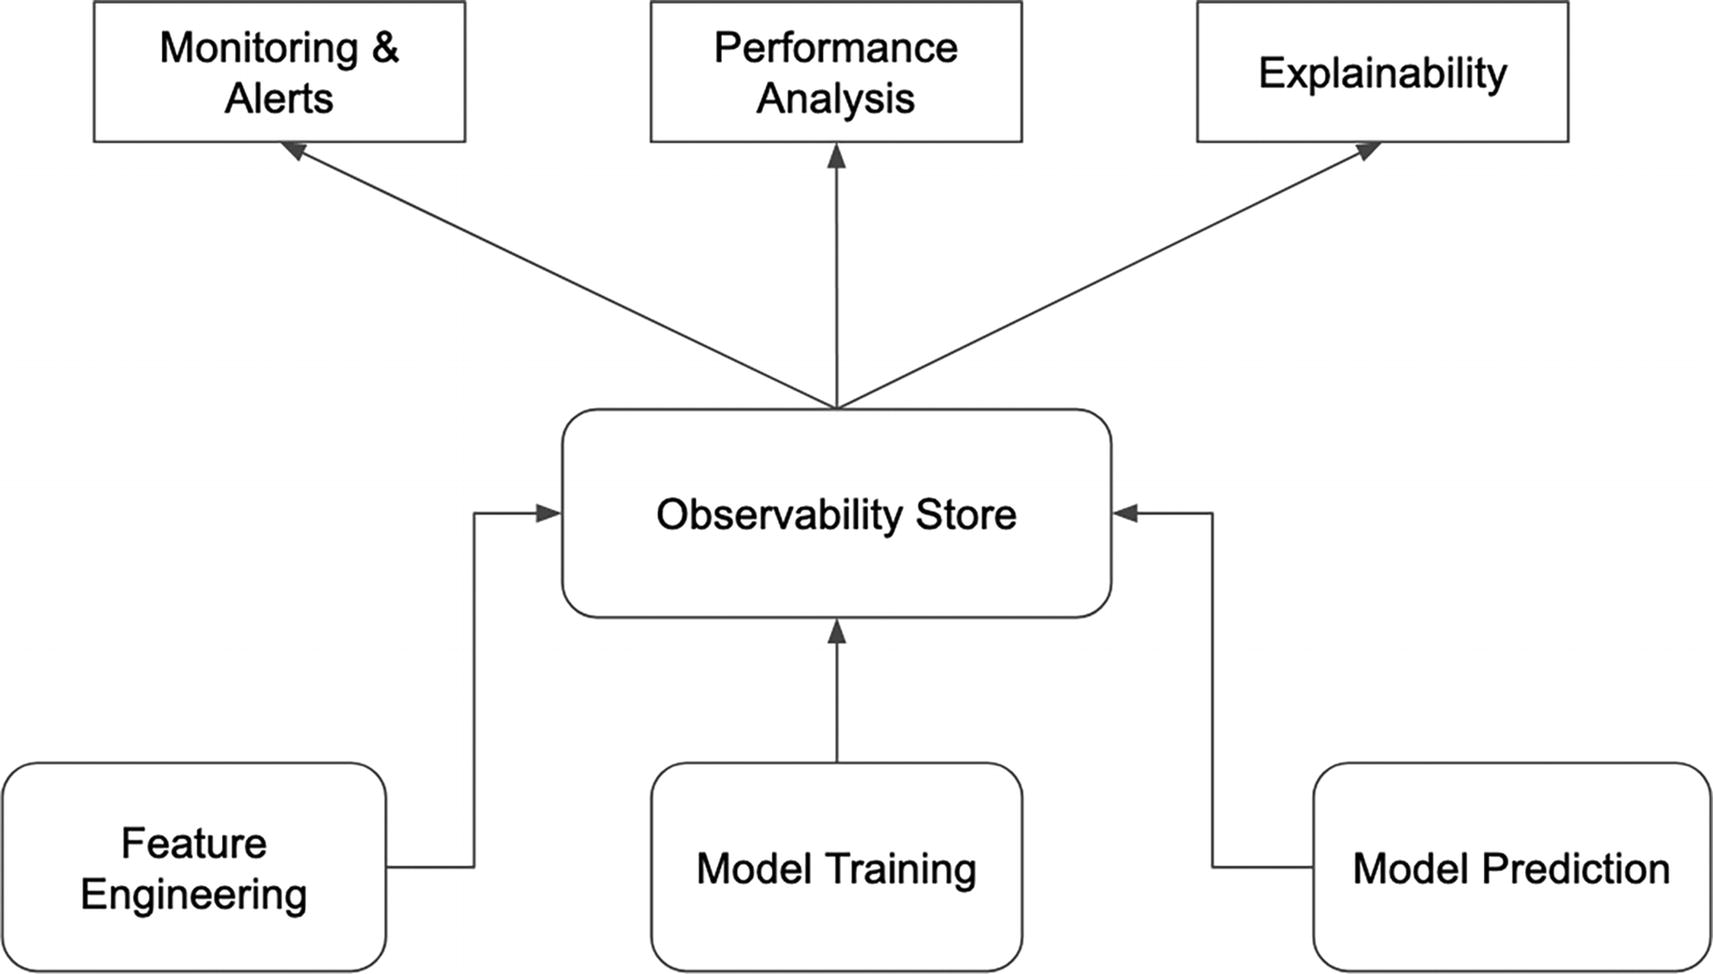 Monitoring &
Alerts
Performance
Analysis
Explainability
Observability Store
Feature
Engineering
Model Training
Model Prediction